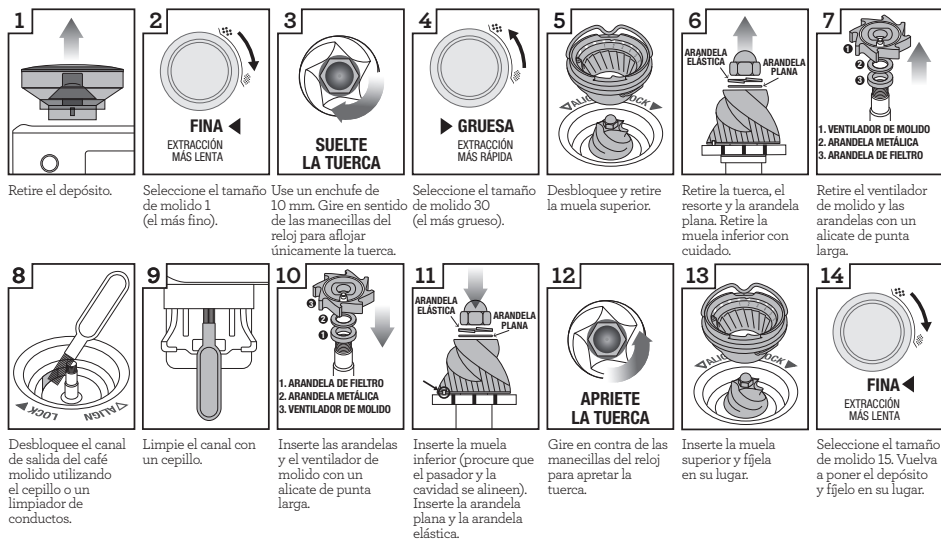 1
Retire el depósito.
2
FINA ◀
EXTRACCIÓN
MÁS LENTA
Seleccione el tamaño
de molido 1
(el más fino).
3
SUELTE
LA TUERCA
Use un enchufe de
10 mm. Gire en sentido
de las manecillas del
reloj para aflojar
únicamente la tuerca.
4
▶ GRUESA
EXTRACCIÓN
MÁS RÁPIDA
Seleccione el tamaño
de molido 30
(el más grueso).
5
ALIGN LOCK
Desbloquee y retire
la muela superior.
6
ARANDELA
ELÁSTICA
ARANDELA
PLANA
Retire la tuerca, el
resorte y la arandela
plana. Retire la
muela inferior con
cuidado.
7
1
2
3
1. VENTILADOR DE MOLIDO
2. ARANDELA METÁLICA
3. ARANDELA DE FIELTRO
Retire el ventilador
de molido y las
arandelas con un
alicate de punta
larga.
8
LOCK ALIGN
Desbloquee el canal
de salida del café
molido utilizando
el cepillo o un
limpiador de
conductos.
9
Limpie el canal con
un cepillo.
10
3
2
1
1. ARANDELA DE FIELTRO
2. ARANDELA METÁLICA
3. VENTILADOR DE MOLIDO
Inserte las arandelas
y el ventilador de
molido con un
alicate de punta
larga.
11
ARANDELA
ELÁSTICA
ARANDELA
PLANA
Inserte la muela
inferior (procure que
el pasador y la
cavidad se alineen).
Inserte la arandela
plana y la arandela
elástica.
12
APRIETE
LA TUERCA
Gire en contra de las
manecillas del reloj
para apretar la
tuerca.
13
ALIGN LOCK
Inserte la muela
superior y fíjela
en su lugar.
14
FINA ◀
EXTRACCIÓN
MÁS LENTA
Seleccione el tamaño
de molido 15. Vuelva
a poner el depósito
y fíjelo en su lugar.